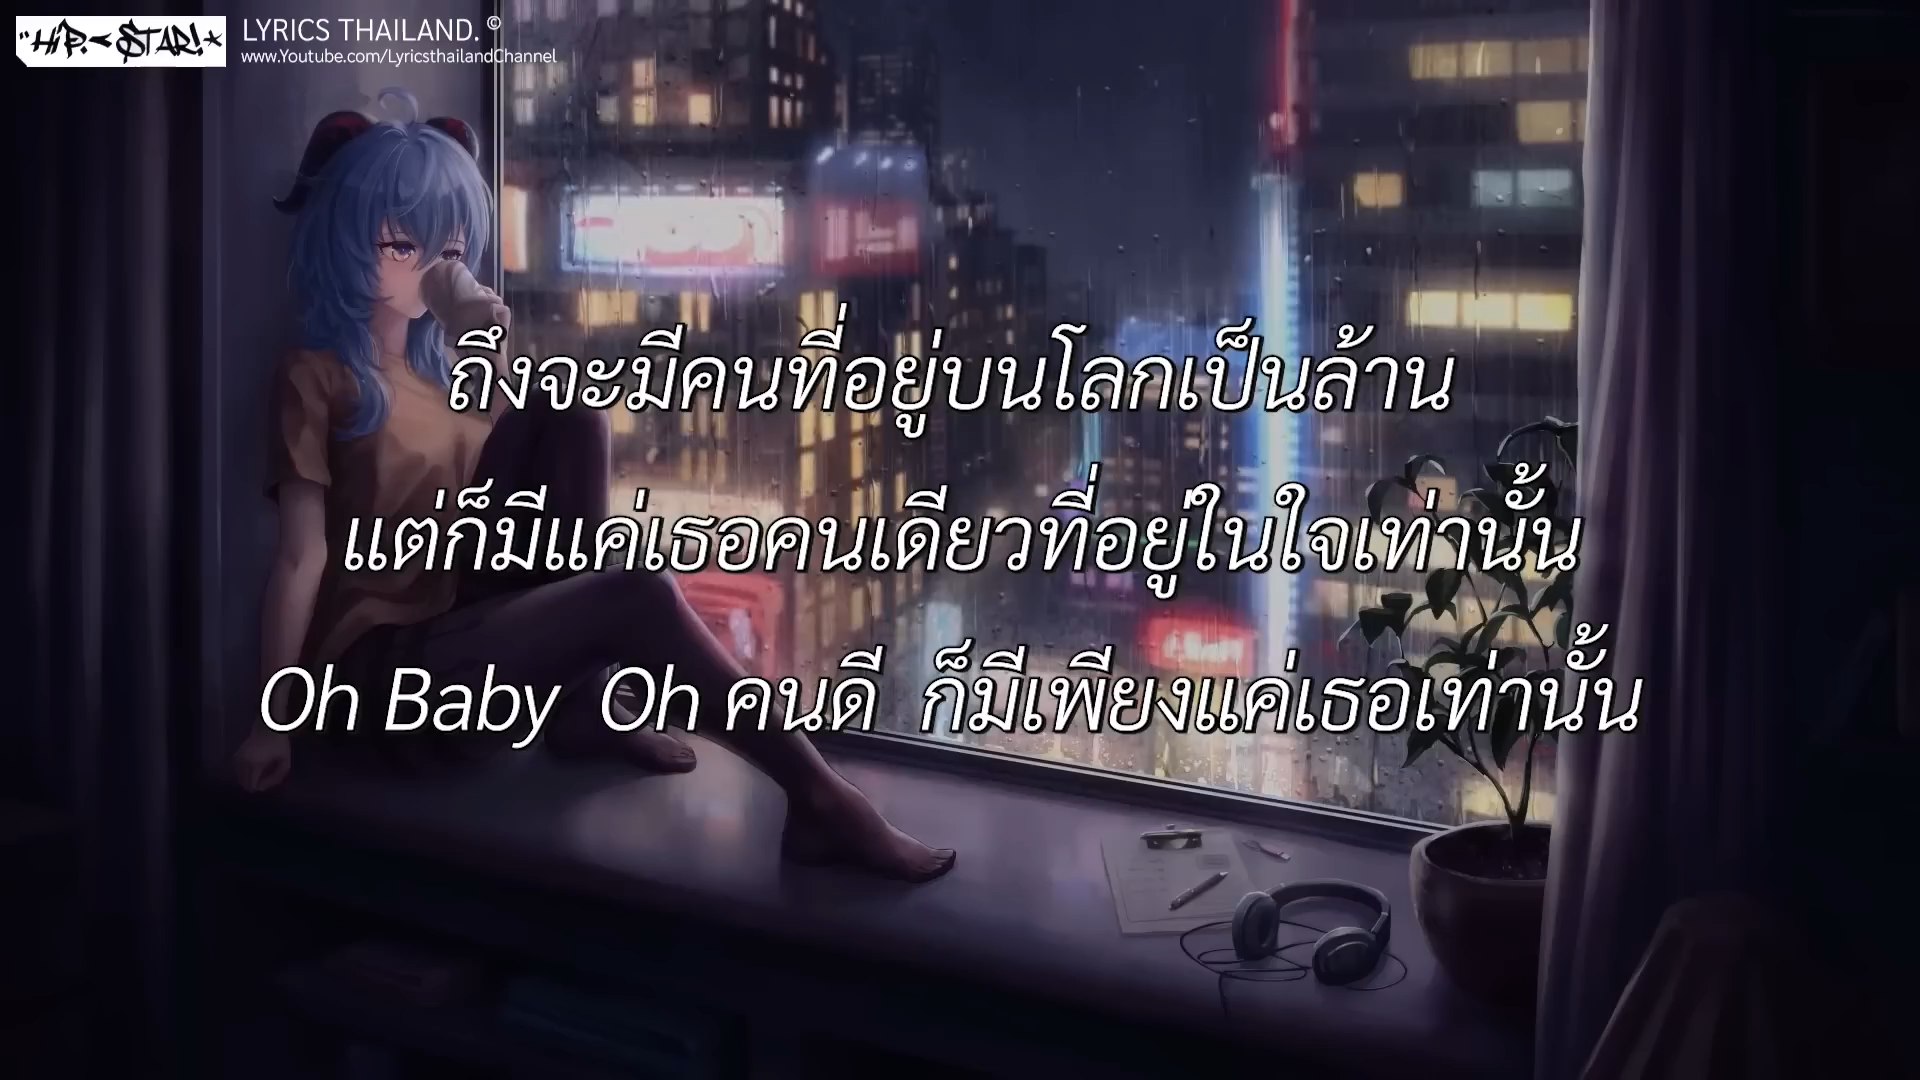 "HiP.-STAR!★ LYRICS THAILAND.©
www.Youtube.com/LyricsthailandChannel
ถึงจะมีคนที่อยู่บนโลกเป็นล้าน
แต่ก็มีแค่เธอคนเดียวที่อยู่ในใจเท่านั้น
Oh Baby  Oh คนดี  ก็มีเพียงแค่เธอเท่านั้น